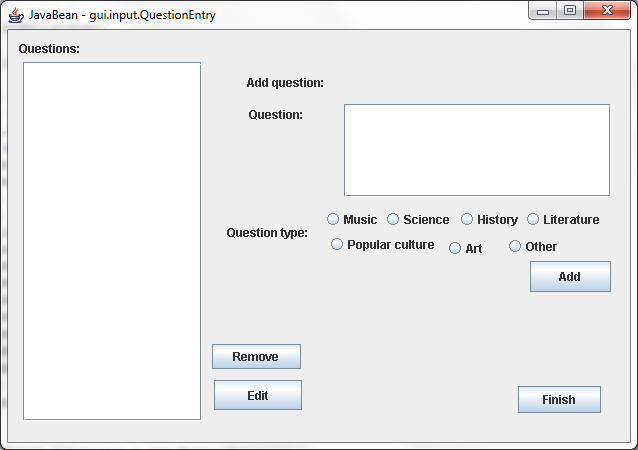 JavaBean - gui.input.QuestionEntry
Questions:
Add question:
Question:
Question type:
Music Science History Literature
Popular culture Art Other
Add
Remove
Edit
Finish